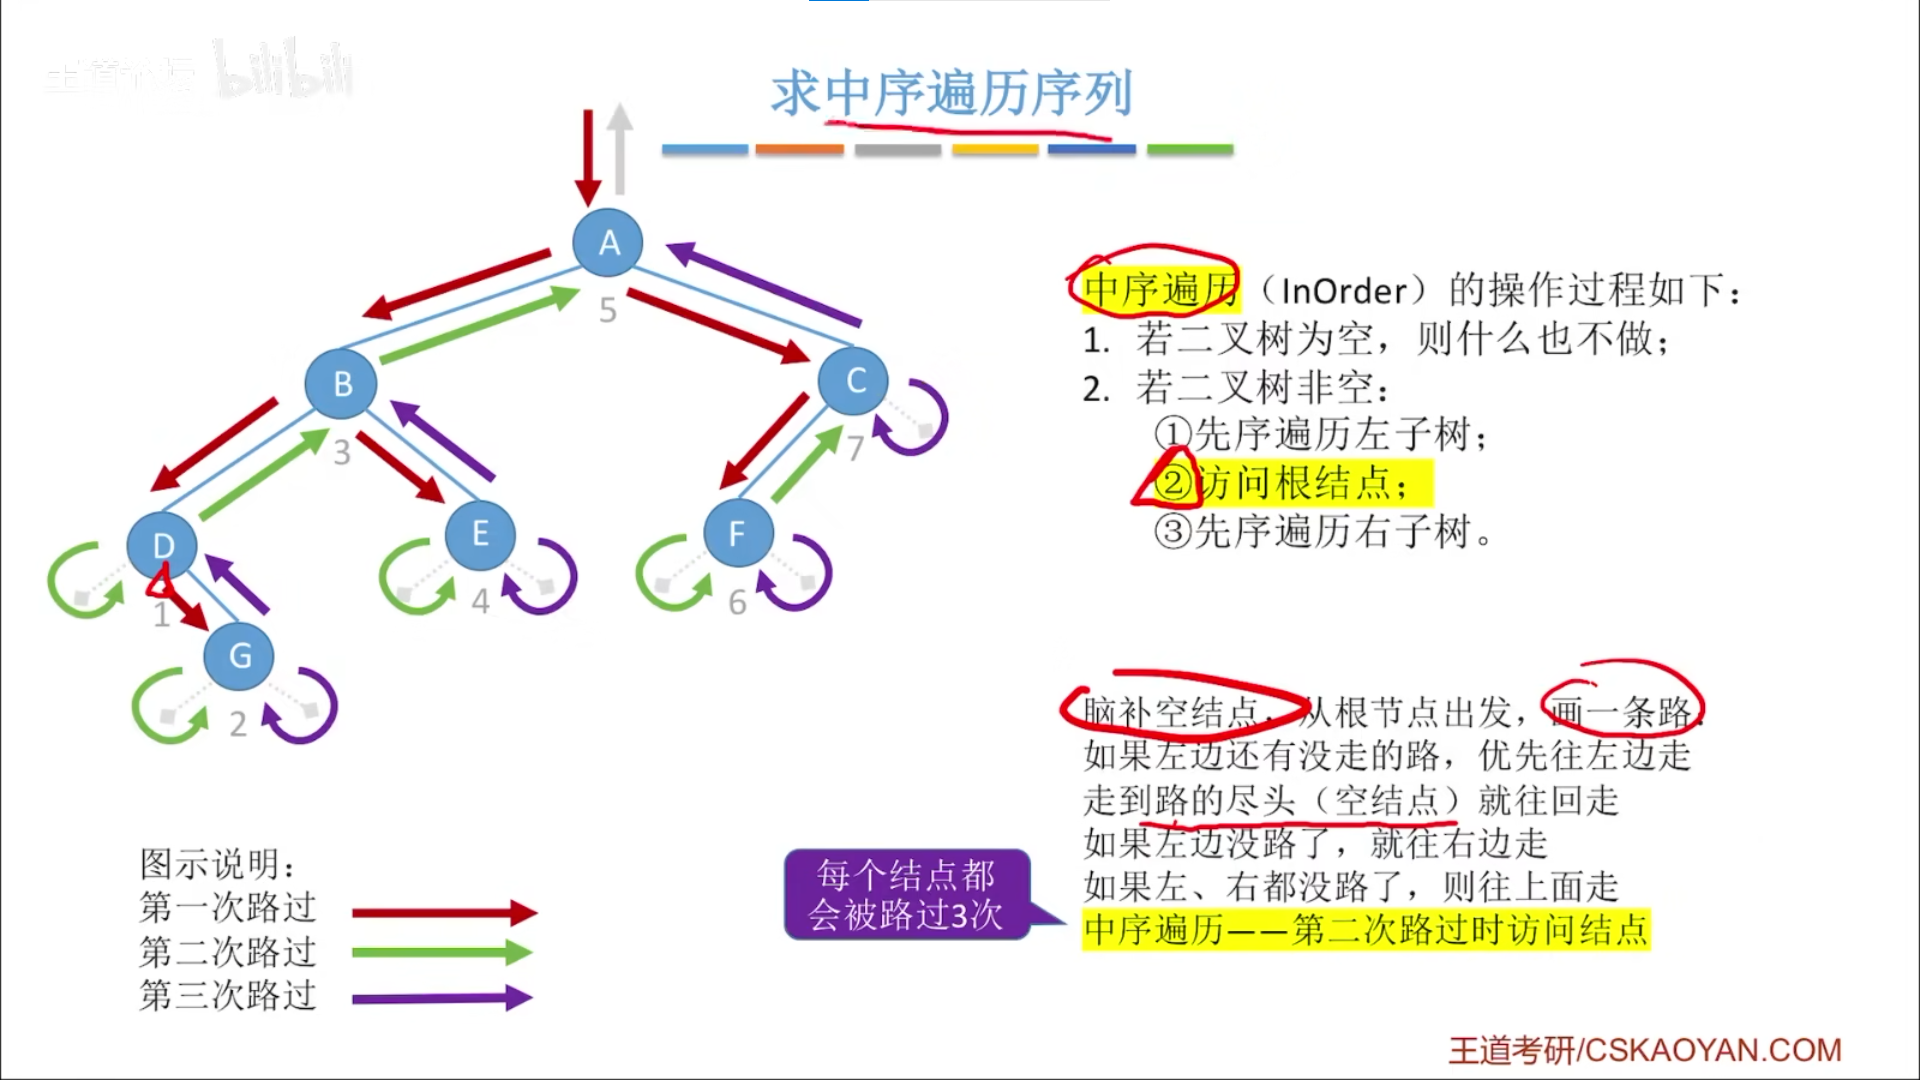 王道论坛 bilibili
求中序遍历序列
A
5
B
3
C
7
D
1
E
4
F
6
G
2
中序遍历（InOrder）的操作过程如下：
1. 若二叉树为空，则什么也不做；
2. 若二叉树非空：
①先序遍历左子树；
②访问根结点；
③先序遍历右子树。
脑补空结点，从根节点出发，画一条路：
如果左边还有没走的路，优先往左边走
走到路的尽头（空结点）就往回走
如果左边没路了，就往右边走
如果左、右都没路了，则往上面走
中序遍历——第二次路过时访问结点
每个结点都
会被路过3次
图示说明：
第一次路过
第二次路过
第三次路过
王道考研/CSKAOYAN.COM